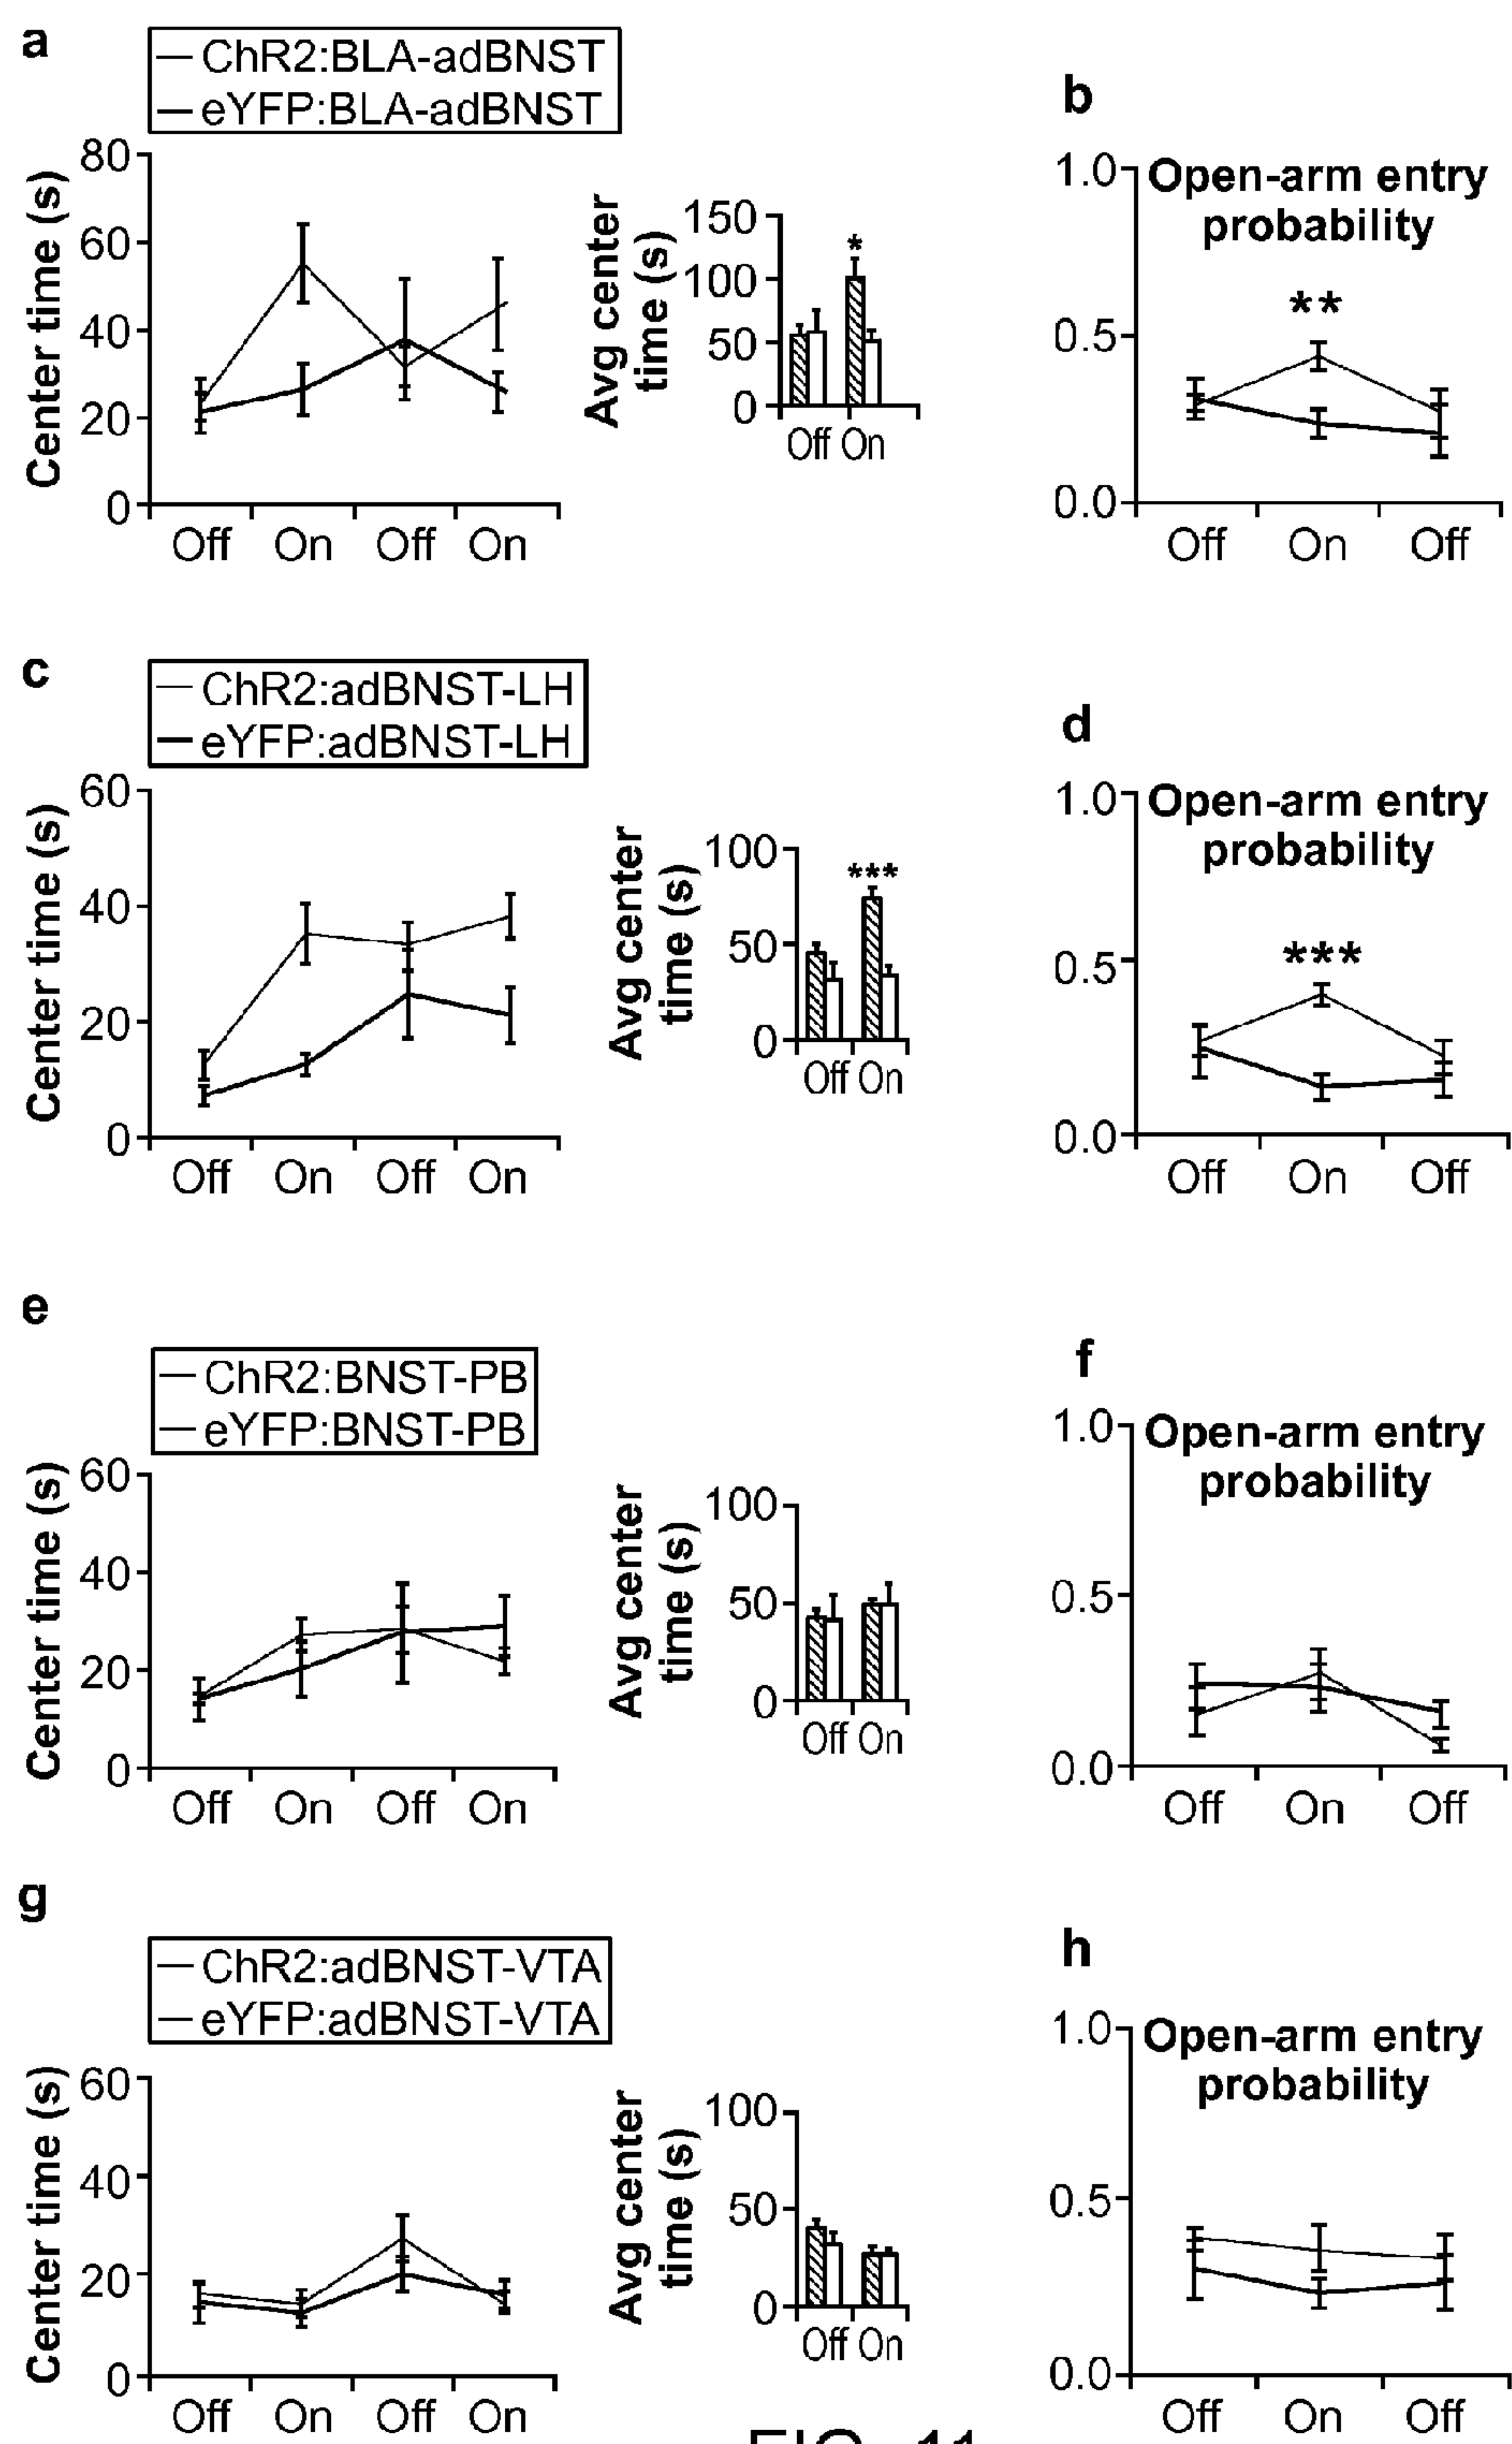 a
ChR2:BLA-adBNST
eYFP:BLA-adBNST
Center time (s)
80
60
40
20
0
Off On Off On
Avg center
time (s)
150
100
50
0
*
Off On
b
Open-arm entry
probability
1.0
0.5
0.0
**
Off On Off
c
ChR2:adBNST-LH
eYFP:adBNST-LH
Center time (s)
60
40
20
0
Off On Off On
Avg center
time (s)
100
50
0
***
Off On
d
Open-arm entry
probability
1.0
0.5
0.0
***
Off On Off
e
ChR2:BNST-PB
eYFP:BNST-PB
Center time (s)
60
40
20
0
Off On Off On
Avg center
time (s)
100
50
0
Off On
f
Open-arm entry
probability
1.0
0.5
0.0
Off On Off
g
ChR2:adBNST-VTA
eYFP:adBNST-VTA
Center time (s)
60
40
20
0
Off On Off On
Avg center
time (s)
100
50
0
Off On
h
Open-arm entry
probability
1.0
0.5
0.0
Off On Off
FIG. 11